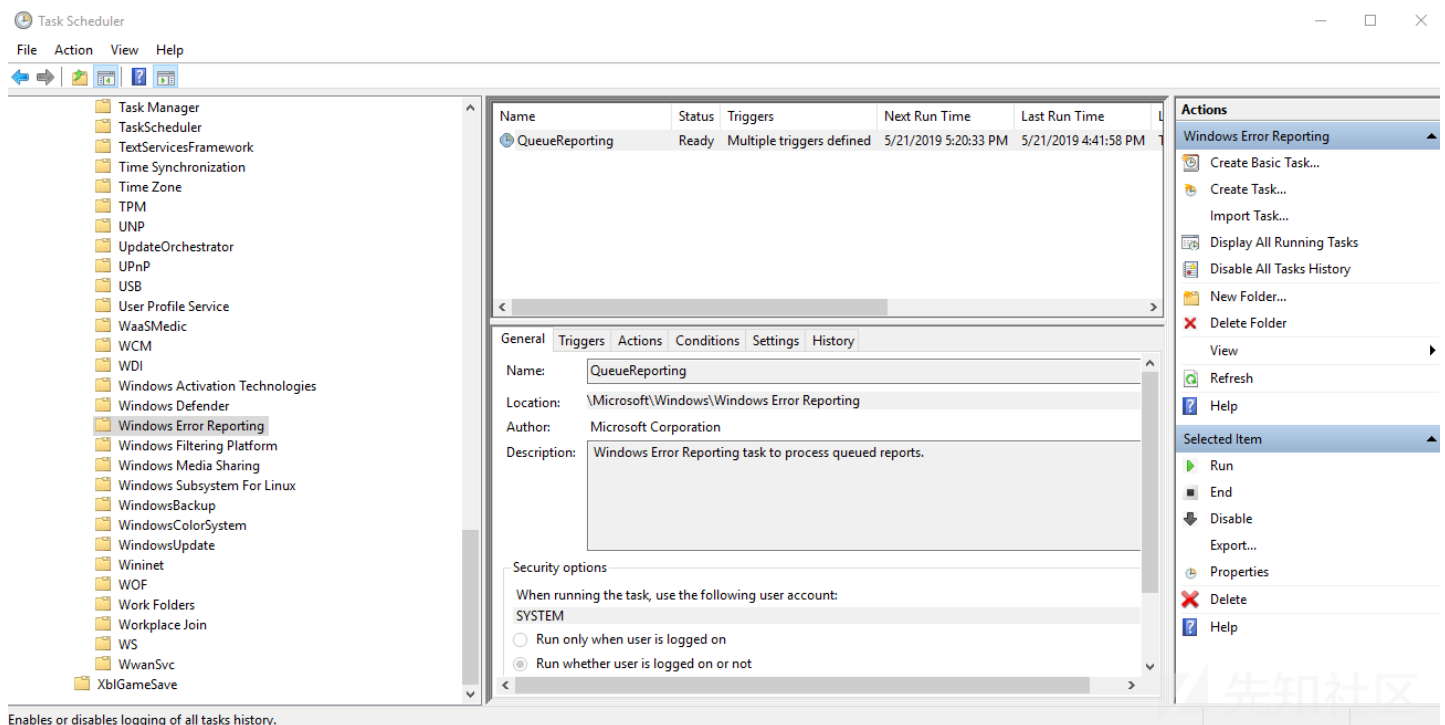 Task Scheduler
File Action View Help
Task Manager
TaskScheduler
TextServicesFramework
Time Synchronization
Time Zone
TPM
UNP
UpdateOrchestrator
UPnP
USB
User Profile Service
WaaSMedic
WCM
WDI
Windows Activation Technologies
Windows Defender
Windows Error Reporting
Windows Filtering Platform
Windows Media Sharing
Windows Subsystem For Linux
WindowsBackup
WindowsColorSystem
WindowsUpdate
Wininet
WOF
Work Folders
Workplace Join
WS
WwanSvc
XblGameSave
Name Status Triggers Next Run Time Last Run Time L
QueueReporting Ready Multiple triggers defined 5/21/2019 5:20:33 PM 5/21/2019 4:41:58 PM
General Triggers Actions Conditions Settings History
Name: QueueReporting
Location: \Microsoft\Windows\Windows Error Reporting
Author: Microsoft Corporation
Description: Windows Error Reporting task to process queued reports.
Security options
When running the task, use the following user account:
SYSTEM
Run only when user is logged on
Run whether user is logged on or not
Actions
Windows Error Reporting
Create Basic Task...
Create Task...
Import Task...
Display All Running Tasks
Disable All Tasks History
New Folder...
Delete Folder
View
Refresh
Help
Selected Item
Run
End
Disable
Export...
Properties
Delete
Help
Enables or disables logging of all tasks history.
先知社区